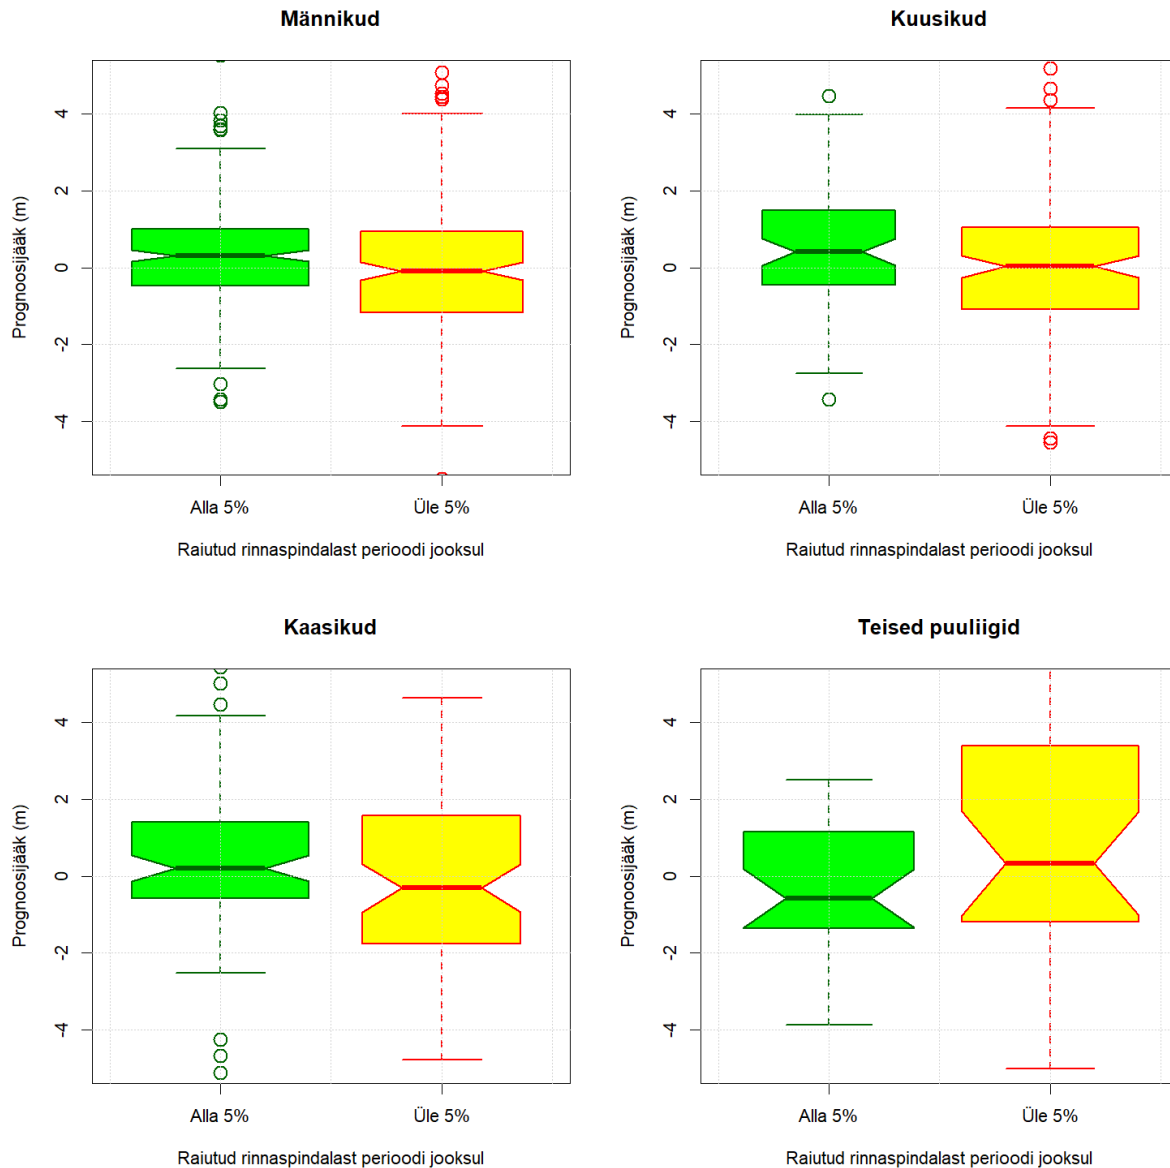 Männikud
Prognoosijääk (m)
4
2
0
-2
-4
Alla 5%
Üle 5%
Raiutud rinnaspindalast perioodi jooksul
Kuusikud
Prognoosijääk (m)
4
2
0
-2
-4
Alla 5%
Üle 5%
Raiutud rinnaspindalast perioodi jooksul
Kaasikud
Prognoosijääk (m)
4
2
0
-2
-4
Alla 5%
Üle 5%
Raiutud rinnaspindalast perioodi jooksul
Teised puuliigid
Prognoosijääk (m)
4
2
0
-2
-4
Alla 5%
Üle 5%
Raiutud rinnaspindalast perioodi jooksul